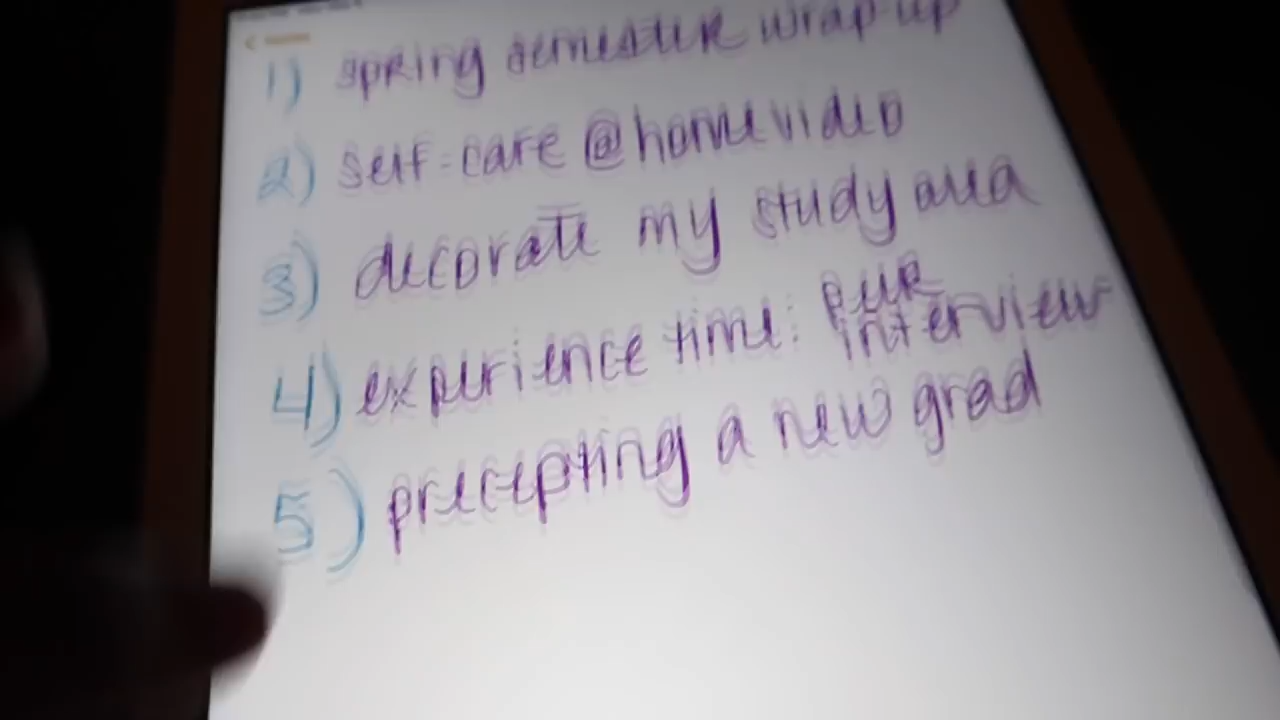 1) spring semester wrap-up
2) self-care @home video
3) decorate my study area
4) experience time: peer
interview
5) precepting a new grad